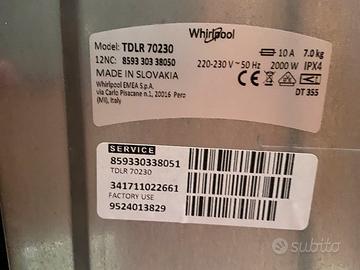 Whirlpool
Model: TDLR 70230
12NC: 8593 303 38050
MADE IN SLOVAKIA
Whirlpool EMEA S.p.A.
via Carlo Pisacane n.1, 20016 Pero
(MI), Italy
10 A 7.0 kg
220-230 V ~ 50 Hz 2000 W IPX4
CE EAC
DT 355
SERVICE
859330338051
TDLR 70230
341711022661
FACTORY USE
9524013829
subito